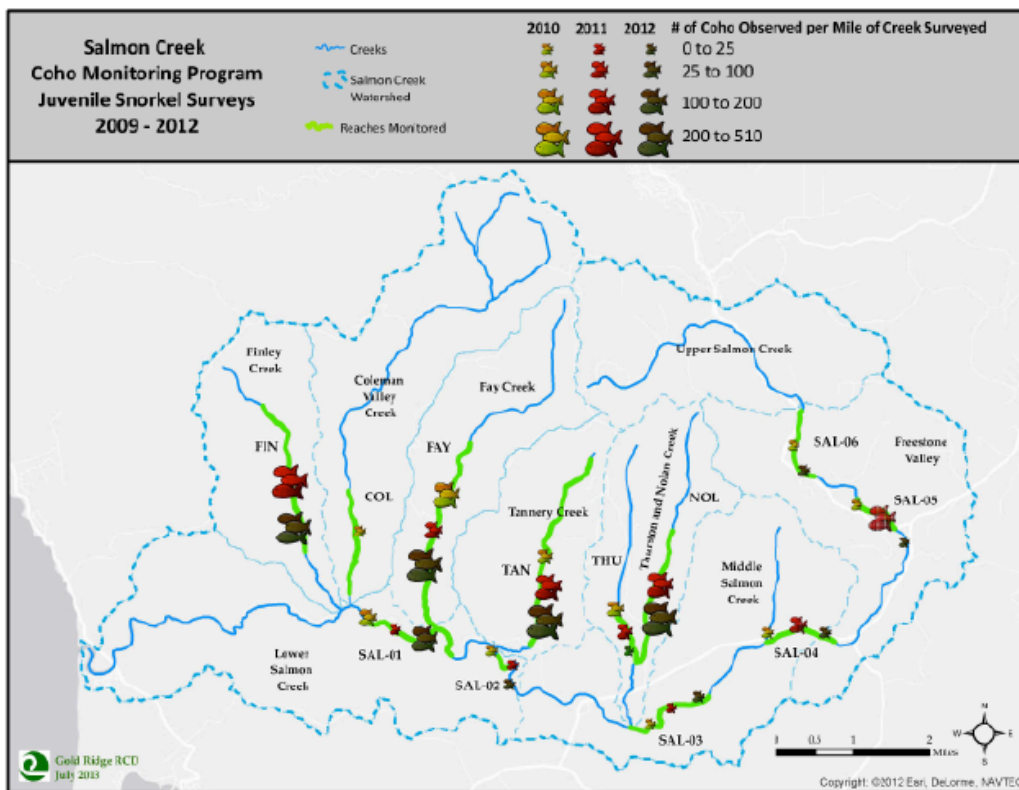 Salmon Creek
Coho Monitoring Program
Juvenile Snorkel Surveys
2009 - 2012
Creeks
Salmon Creek
Watershed
Reaches Monitored
2010 2011 2012 # of Coho Observed per Mile of Creek Surveyed
0 to 25
25 to 100
100 to 200
200 to 510
Finley
Creek
Coleman
Valley
Creek
Fay Creek
Upper Salmon Creek
FIN
COL
FAY
Tannery Creek
TAN
THU
Thurston and Nolan Creek
NOL
SAL-06
Freestone
Valley
SAL-05
Middle
Salmon
Creek
SAL-04
Lower
Salmon
Creek
SAL-01
SAL-02
SAL-03
N
W E
S
0 0.5 1 2
Miles
Gold Ridge RCD
July 2013
Copyright: ©2012 Esri, DeLorme, NAVTEQ